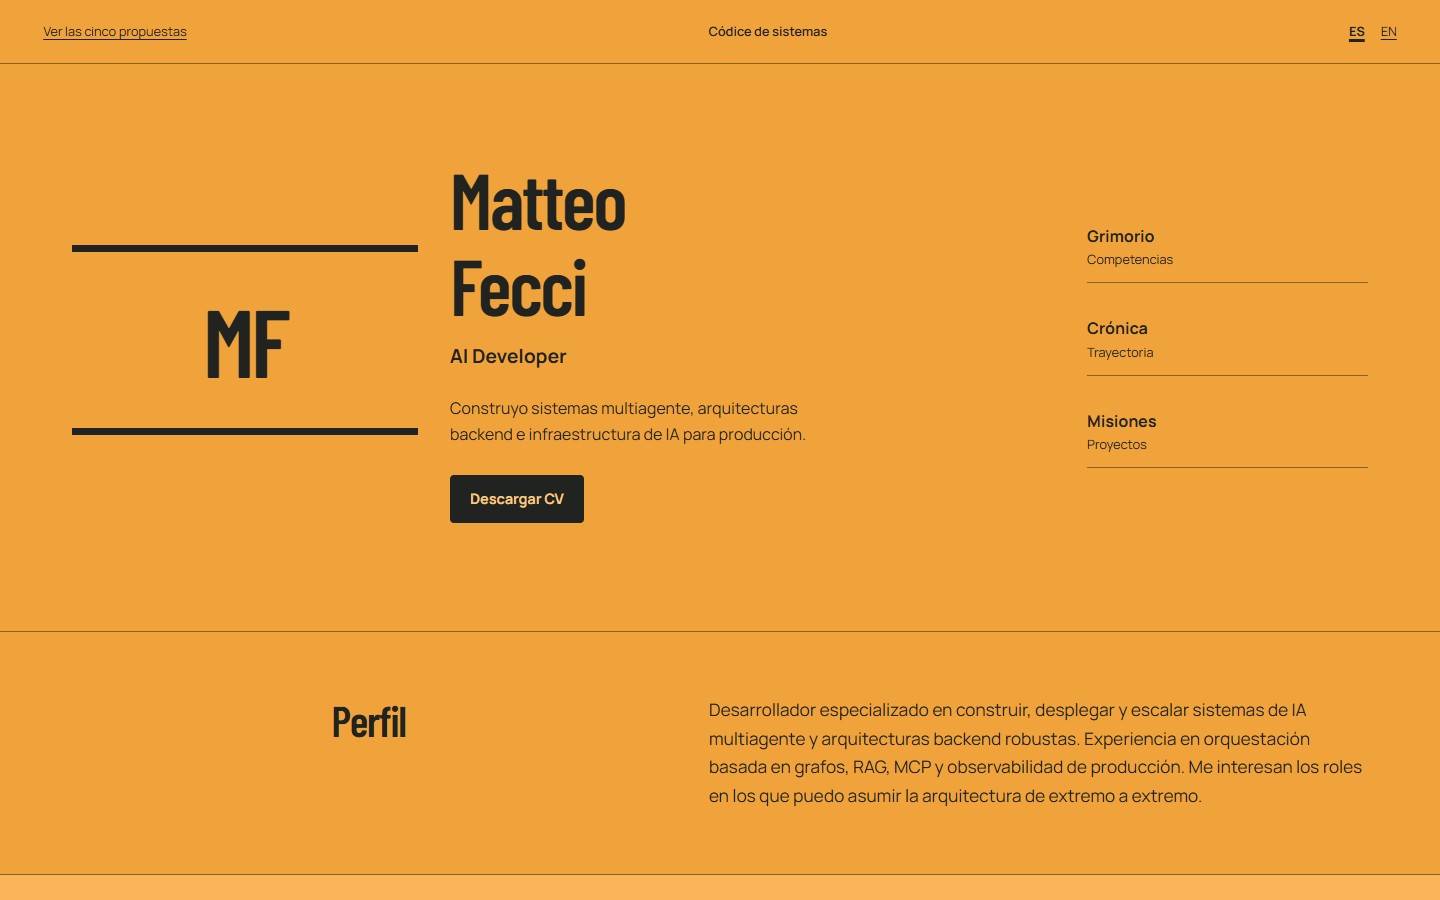 Ver las cinco propuestas
Códice de sistemas
ES
EN
MF
Matteo
Fecci
AI Developer
Construyo sistemas multiagente, arquitecturas
backend e infraestructura de IA para producción.
Descargar CV
Grimorio
Competencias
Crónica
Trayectoria
Misiones
Proyectos
Perfil
Desarrollador especializado en construir, desplegar y escalar sistemas de IA
multiagente y arquitecturas backend robustas. Experiencia en orquestación
basada en grafos, RAG, MCP y observabilidad de producción. Me interesan los roles
en los que puedo asumir la arquitectura de extremo a extremo.